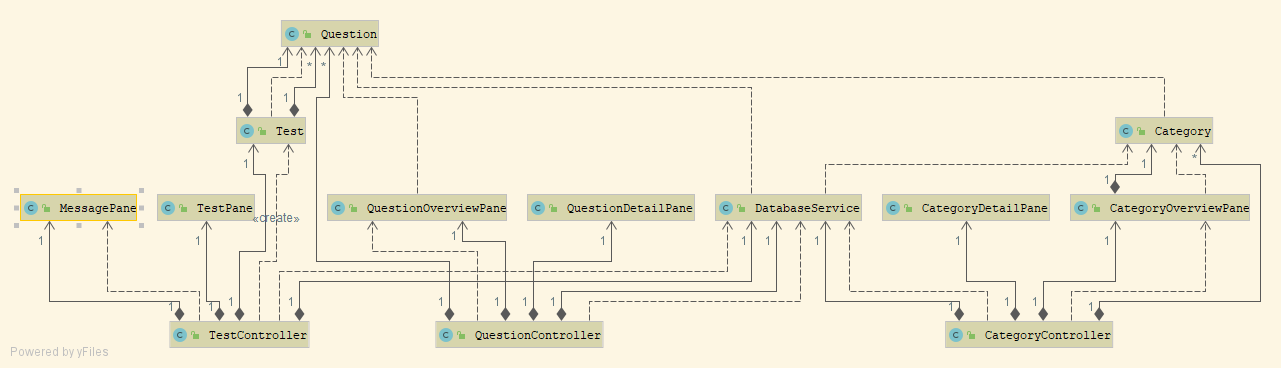 C Question
1 * *
1 1
C Test
C Category
1 1 *
1
C MessagePane
C TestPane
«create»
C QuestionOverviewPane
C QuestionDetailPane
C DatabaseService
C CategoryDetailPane
C CategoryOverviewPane
1 1 1 1 1 1 1 1 1
1 1 1 1 1 1 1 1 1 1 1 1
C TestController
C QuestionController
C CategoryController
Powered by yFiles